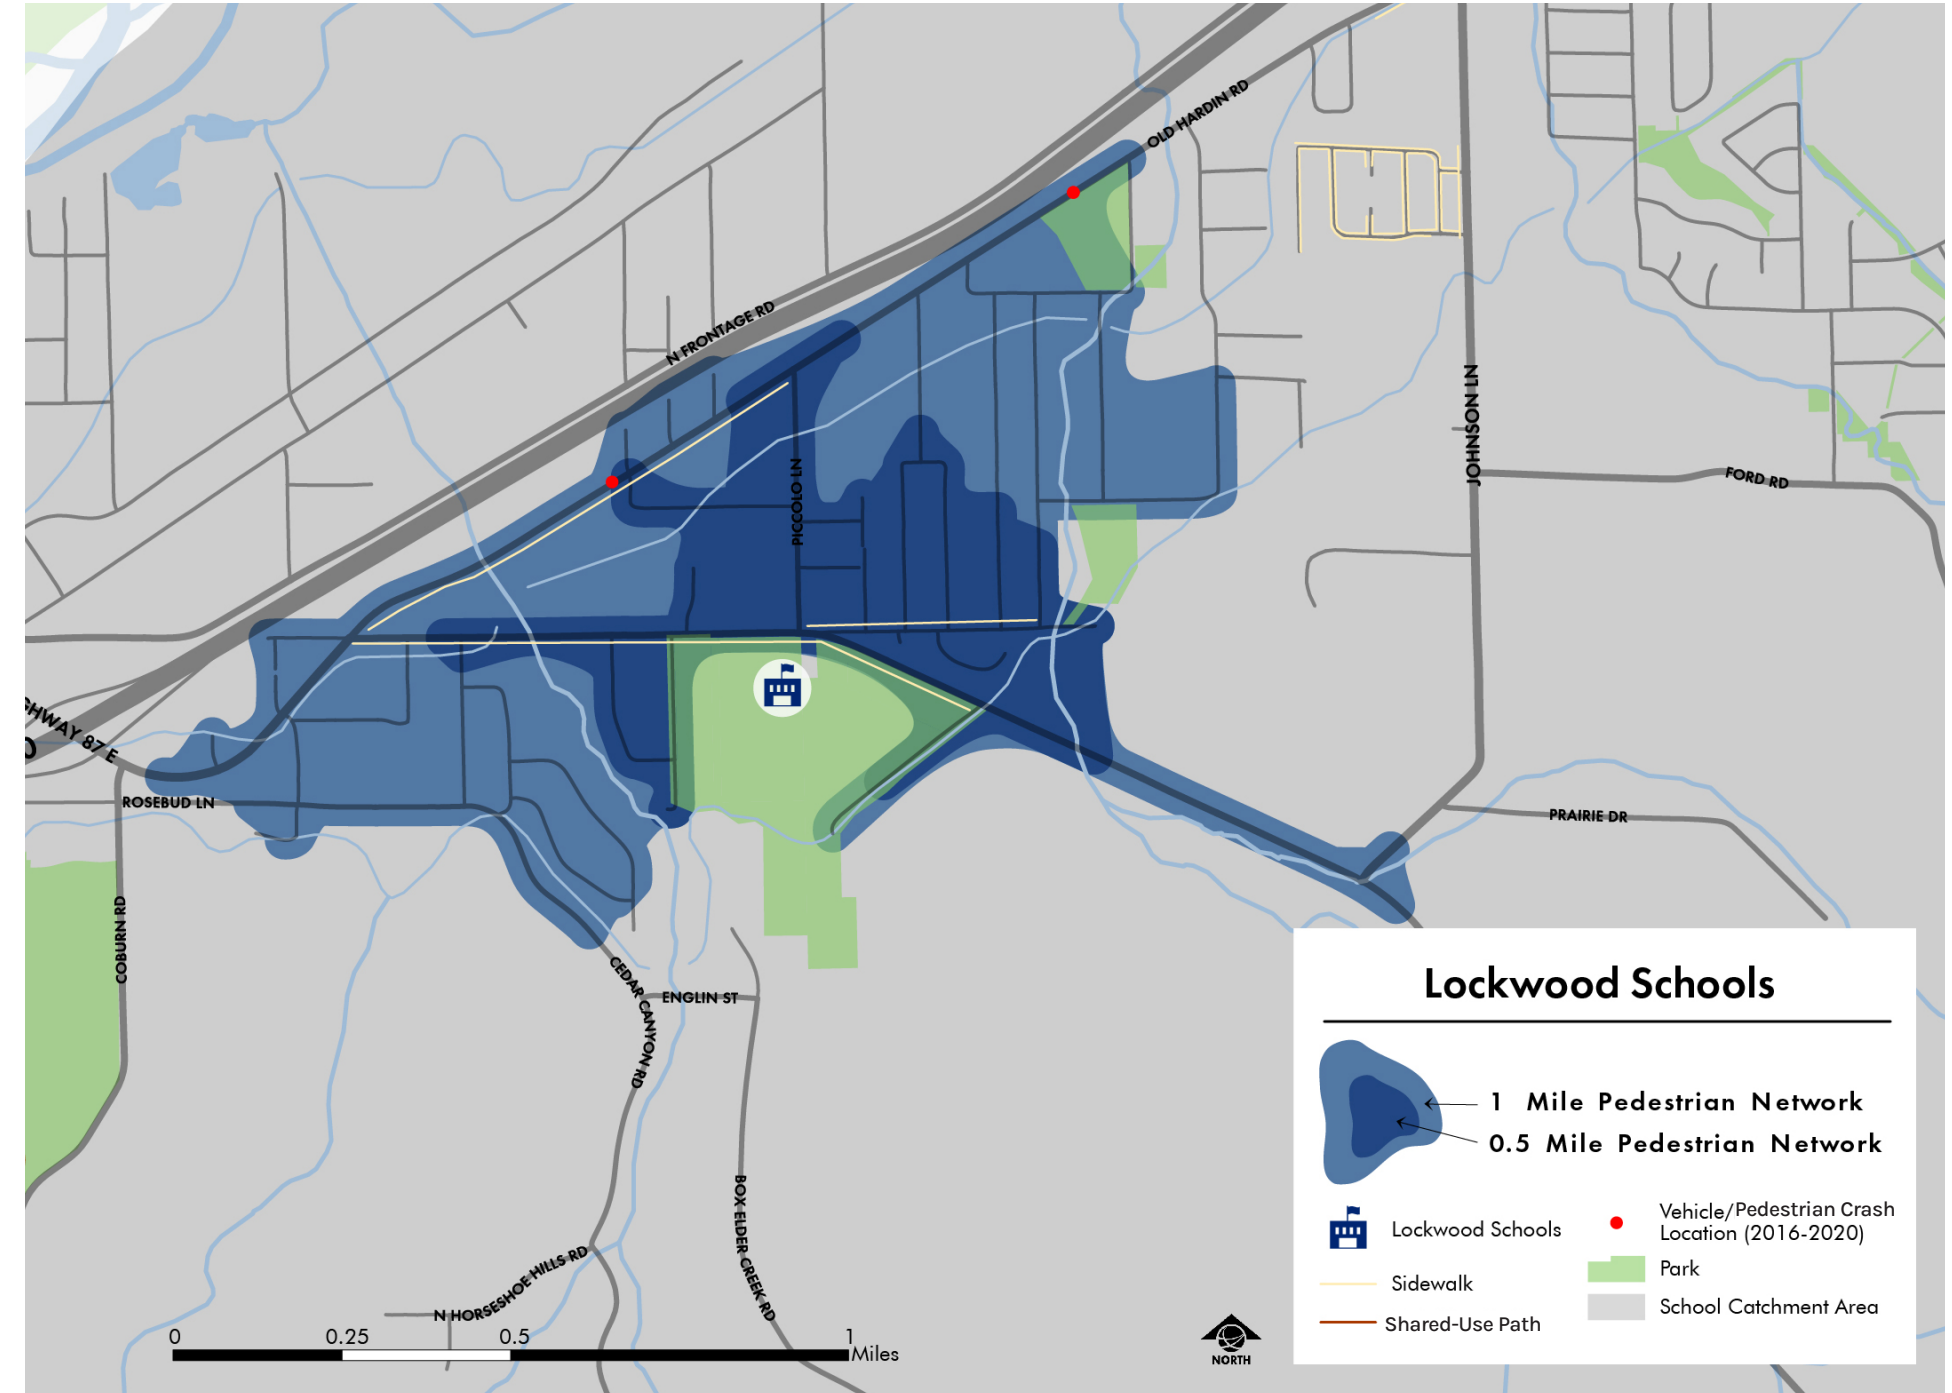 OLD HARDIN RD
N FRONTAGE RD
JOHNSON LN
FORD RD
PICCOLO LN
GHWAY 87 E
ROSEBUD LN
PRAIRIE DR
COBURN RD
CEDAR CANYON RD
ENGLIN ST
BOX ELDER CREEK RD
N HORSESHOE HILLS RD
0 0.25 0.5 1
Miles
NORTH
Lockwood Schools
1 Mile Pedestrian Network
0.5 Mile Pedestrian Network
Lockwood Schools
Sidewalk
Shared-Use Path
Vehicle/Pedestrian Crash
Location (2016-2020)
Park
School Catchment Area